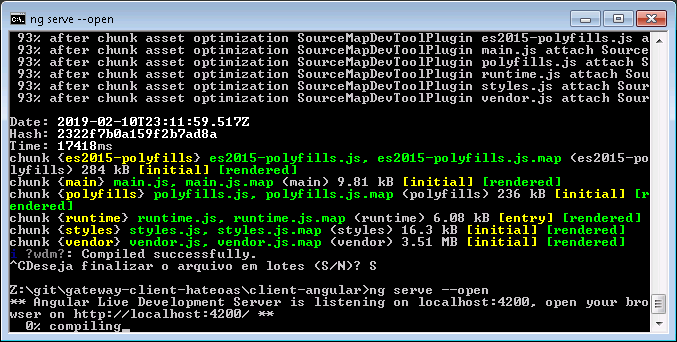 ng serve --open
93% after chunk asset optimization SourceMapDevToolPlugin es2015-polyfills.js a
93% after chunk asset optimization SourceMapDevToolPlugin main.js attach Source
93% after chunk asset optimization SourceMapDevToolPlugin polyfills.js attach S
93% after chunk asset optimization SourceMapDevToolPlugin runtime.js attach Sou
93% after chunk asset optimization SourceMapDevToolPlugin styles.js attach Sour
93% after chunk asset optimization SourceMapDevToolPlugin vendor.js attach Sour
Date: 2019-02-10T23:11:59.517Z
Hash: 2322f7b0a159f2b7ad8a
Time: 17418ms
chunk {es2015-polyfills} es2015-polyfills.js, es2015-polyfills.js.map (es2015-po
lyfills) 284 kB [initial] [rendered]
chunk {main} main.js, main.js.map (main) 9.81 kB [initial] [rendered]
chunk {polyfills} polyfills.js, polyfills.js.map (polyfills) 236 kB [initial] [r
endered]
chunk {runtime} runtime.js, runtime.js.map (runtime) 6.08 kB [entry] [rendered]
chunk {styles} styles.js, styles.js.map (styles) 16.3 kB [initial] [rendered]
chunk {vendor} vendor.js, vendor.js.map (vendor) 3.51 MB [initial] [rendered]
?wdm?: Compiled successfully.
^CDeseja finalizar o arquivo em lotes (S/N)? S
Z:\git\gateway-client-hateoas\client-angular>ng serve --open
** Angular Live Development Server is listening on localhost:4200, open your bro
wser on http://localhost:4200/ **
0% compiling